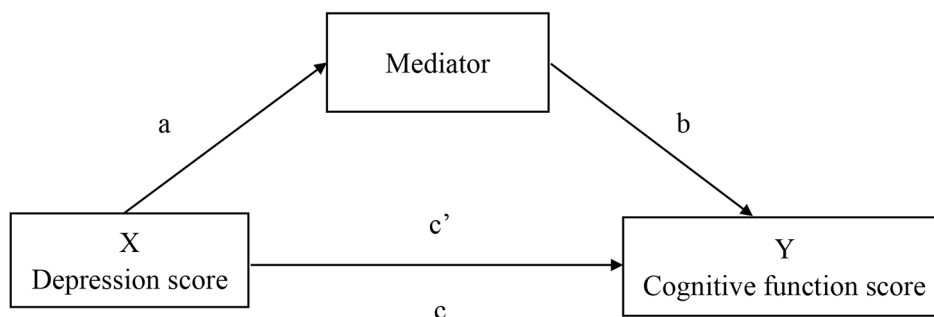 Mediator
a
b
X
Depression score
c’
Y
Cognitive function score
c